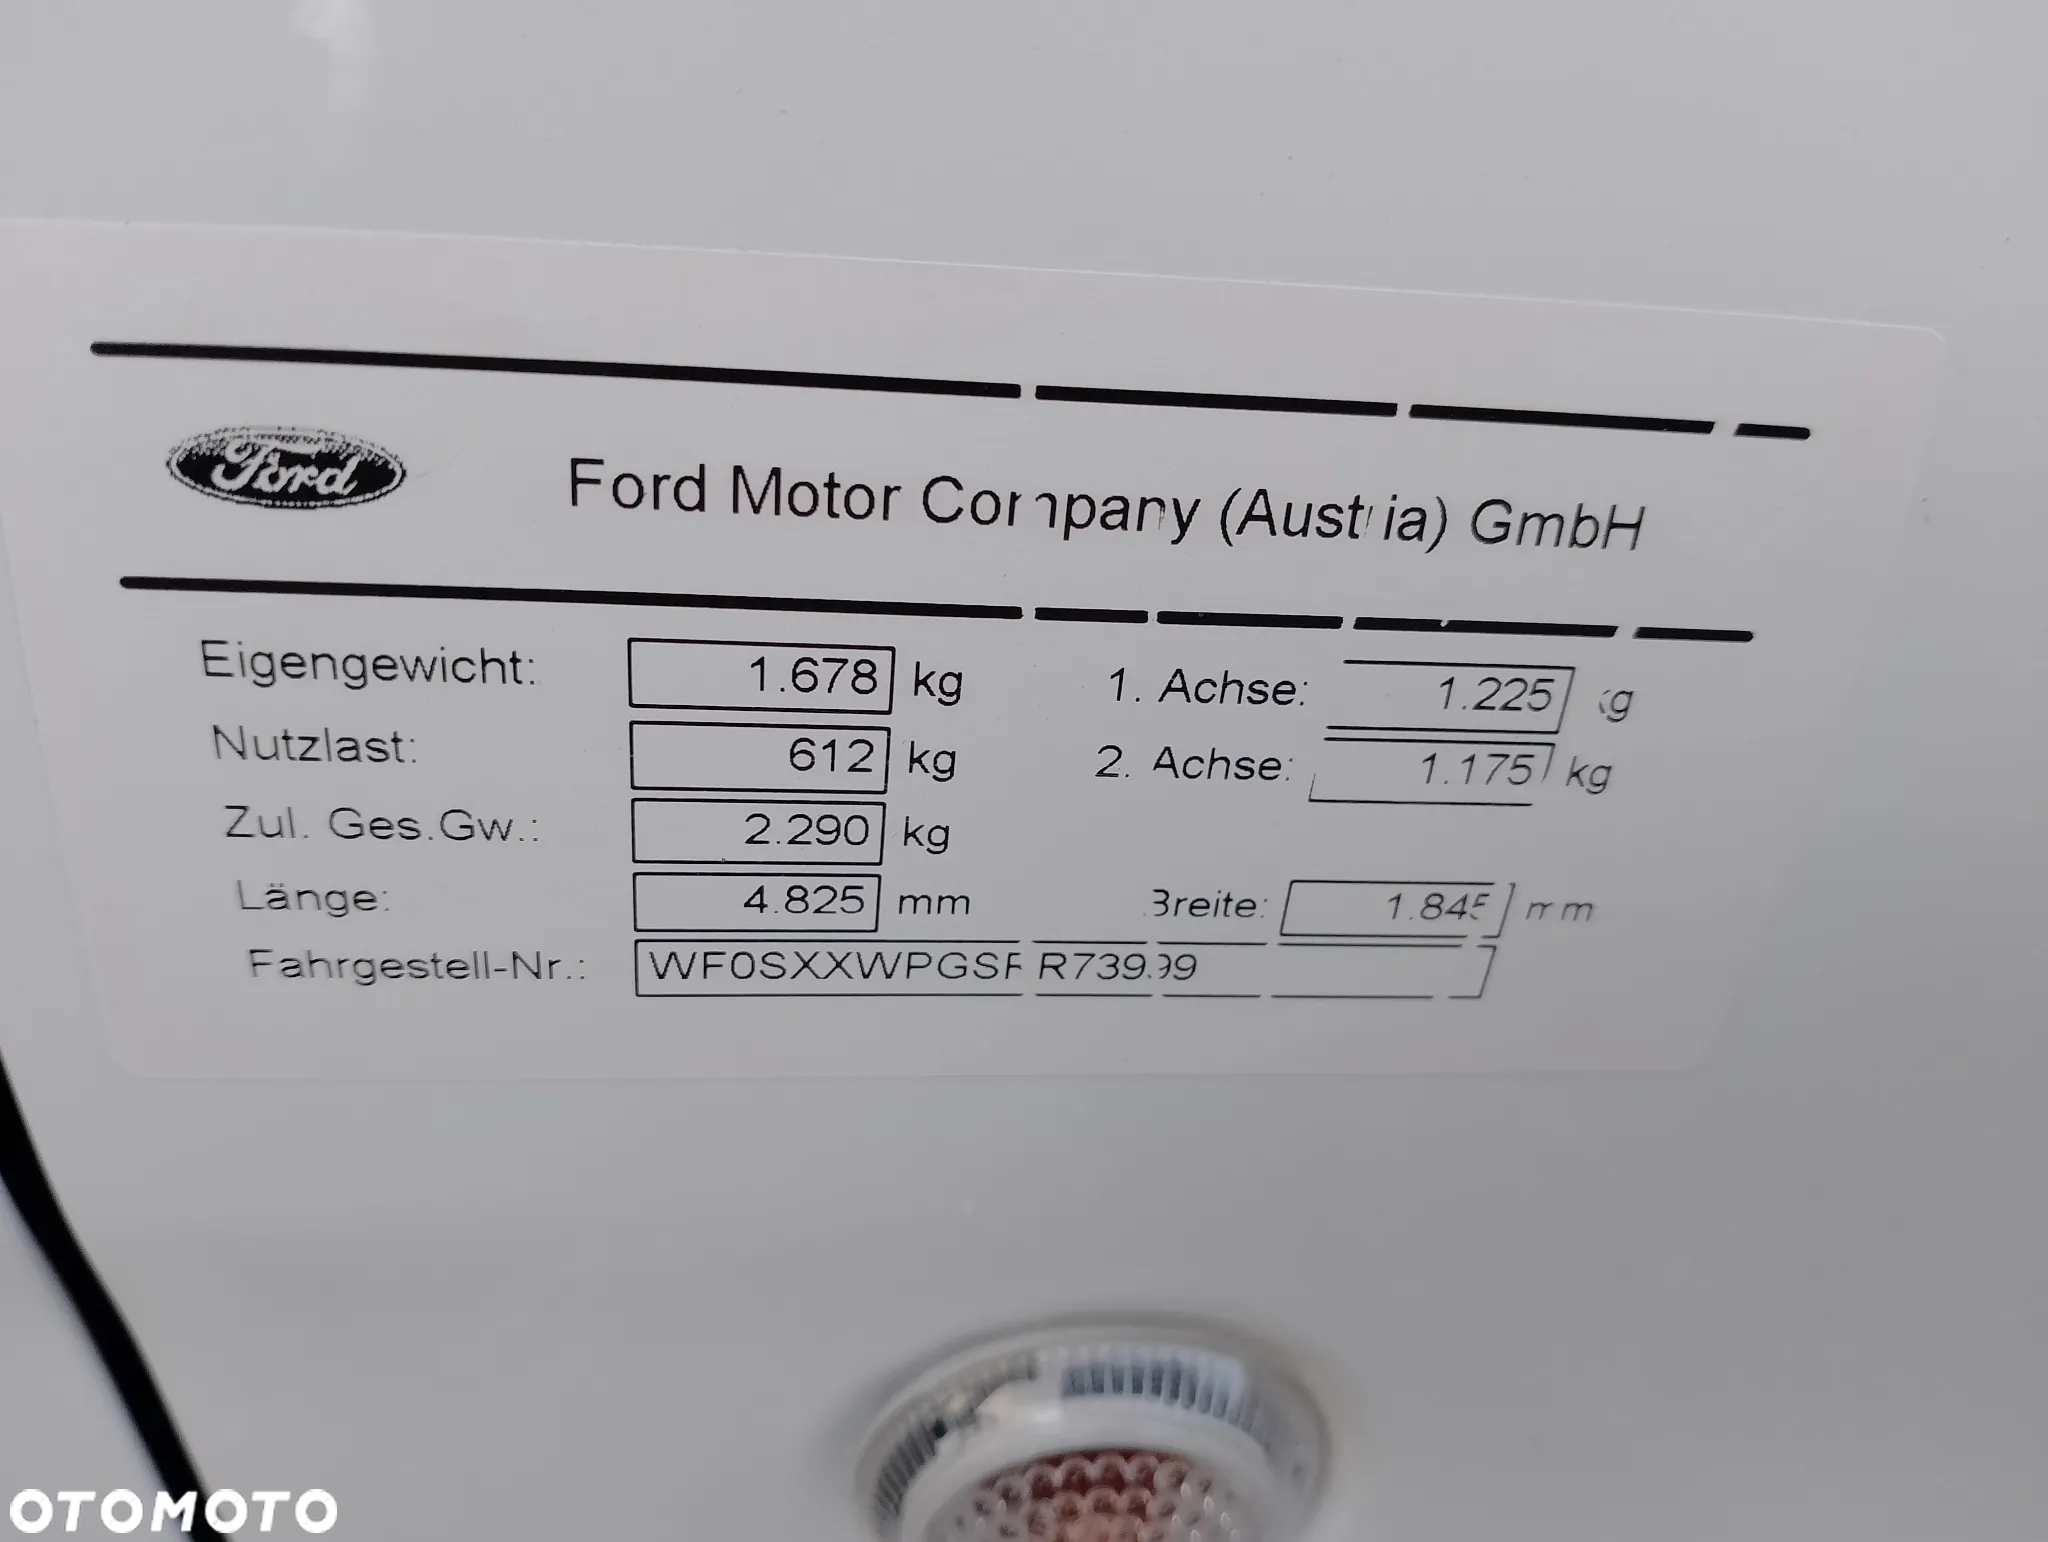 Ford
Ford Motor Company (Austria) GmbH
Eigengewicht: 1.678 kg 1. Achse: 1.225 kg
Nutzlast: 612 kg 2. Achse: 1.175 kg
Zul. Ges.Gw.: 2.290 kg
Länge: 4.825 mm Breite: 1.845 mm
Fahrgestell-Nr.:
OTOMOTO